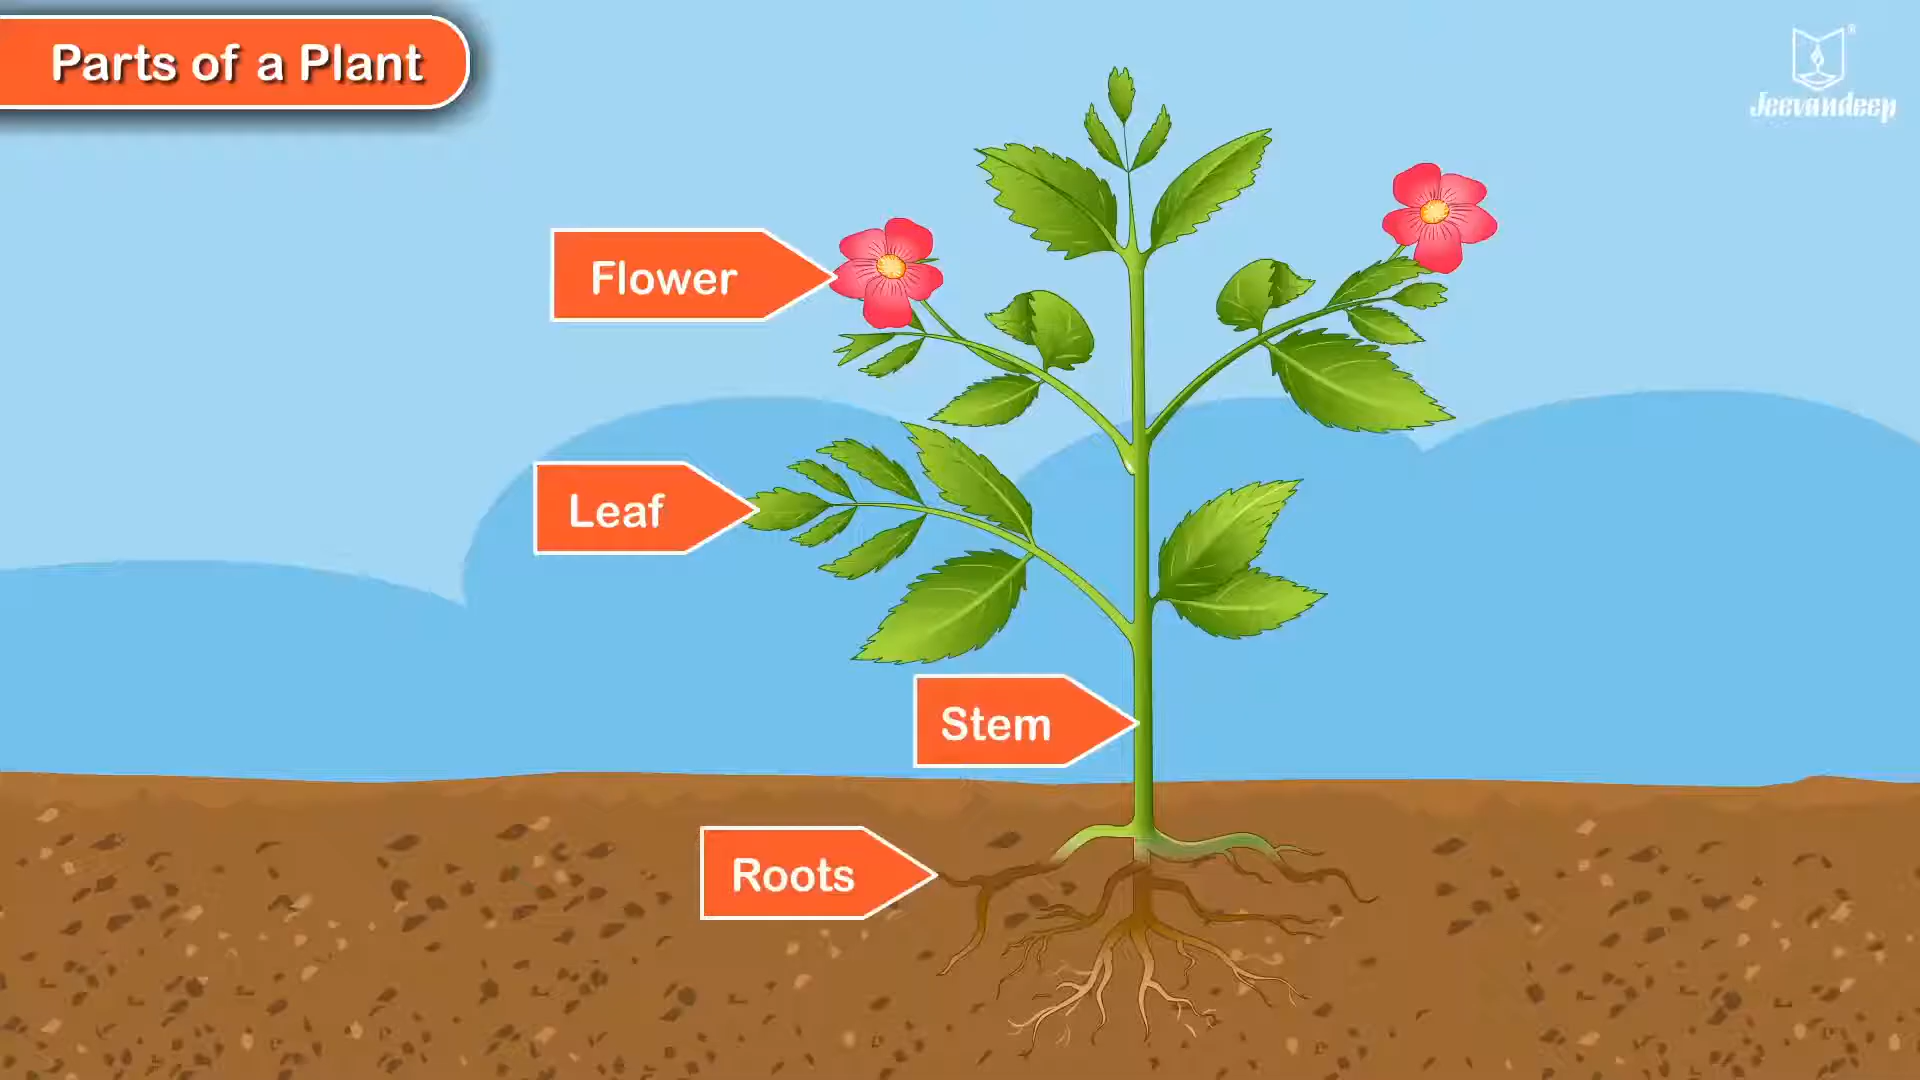 Parts of a Plant
Jeevandeep
®
Flower
Leaf
Stem
Roots